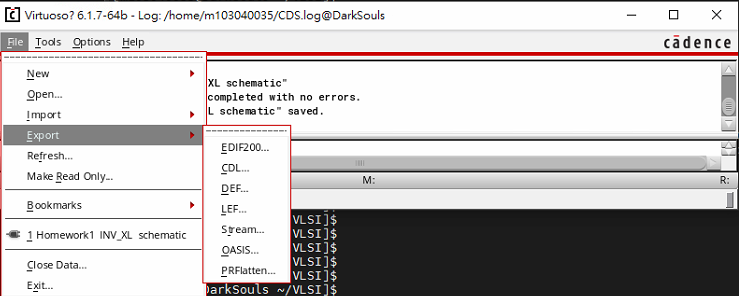 Virtuoso? 6.1.7-64b - Log: /home/m103040035/CDS.log@DarkSouls
File Tools Options Help cādence
New
XL schematic"
Open...
completed with no errors.
Import
L schematic" saved.
Export
EDIF200...
Refresh...
CDL...
Make Read Only...
M: R:
DEF...
Bookmarks
LEF...
/VLSI]$
1 Homework1 INV_XL schematic
Stream...
/VLSI]$
/VLSI]$
OASIS...
/VLSI]$
Close Data...
PRFlatten...
/VLSI]$
Exit...
DarkSouls ~/VLSI]$